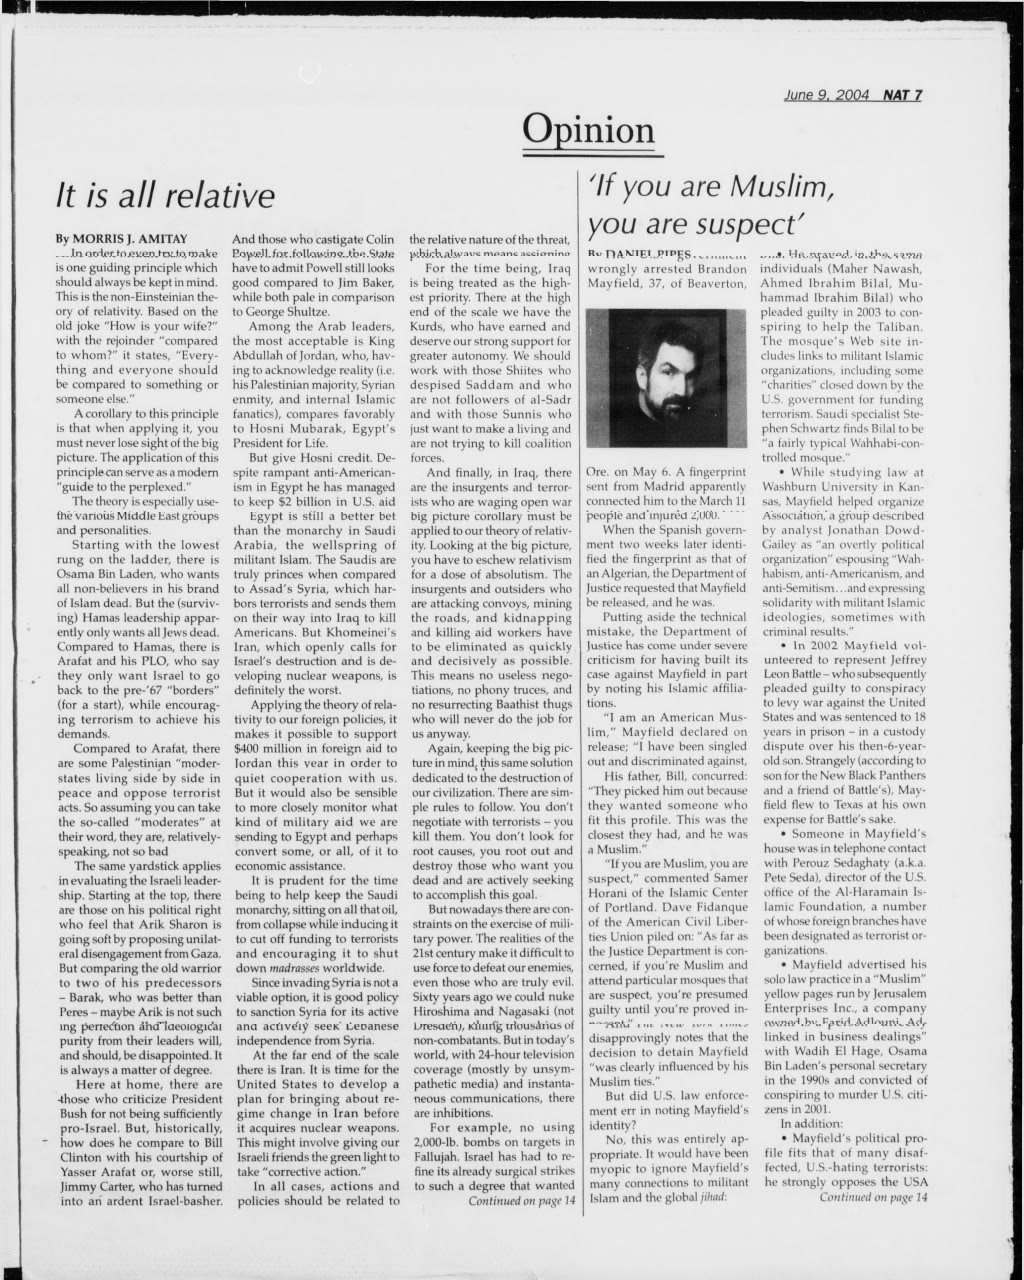 June 9, 2004 NAT 7
Opinion
It is all relative
By MORRIS J. AMITAY
In order to even try to make
is one guiding principle which
should always be kept in mind.
This is the non-Einsteinian the-
ory of relativity. Based on the
old joke "How is your wife?"
with the rejoinder "compared
to whom?" it states, "Every-
thing and everyone should
be compared to something or
someone else."
A corollary to this principle
is that when applying it, you
must never lose sight of the big
picture. The application of this
principle can serve as a modern
"guide to the perplexed."
The theory is especially use-
the various Middle East groups
and personalities.
Starting with the lowest
rung on the ladder, there is
Osama Bin Laden, who wants
all non-believers in his brand
of Islam dead. But the (surviv-
ing) Hamas leadership appar-
ently only wants all Jews dead.
Compared to Hamas, there is
Arafat and his PLO, who say
they only want Israel to go
back to the pre-'67 "borders"
(for a start), while encourag-
ing terrorism to achieve his
demands.
Compared to Arafat, there
are some Palestinian "moder-
states living side by side in
peace and oppose terrorist
acts. So assuming you can take
the so-called "moderates" at
their word, they are, relatively-
speaking, not so bad
The same yardstick applies
in evaluating the Israeli leader-
ship. Starting at the top, there
are those on his political right
who feel that Arik Sharon is
going soft by proposing unilat-
eral disengagement from Gaza.
But comparing the old warrior
to two of his predecessors
– Barak, who was better than
Peres – maybe Arik is not such
ing perfection and ideological
purity from their leaders will,
and should, be disappointed. It
is always a matter of degree.
Here at home, there are
those who criticize President
Bush for not being sufficiently
pro-Israel. But, historically,
how does he compare to Bill
Clinton with his courtship of
Yasser Arafat or, worse still,
Jimmy Carter, who has turned
into an ardent Israel-basher.
And those who castigate Colin
Powell for following the State
have to admit Powell still looks
good compared to Jim Baker,
while both pale in comparison
to George Shultze.
Among the Arab leaders,
the most acceptable is King
Abdullah of Jordan, who, hav-
ing to acknowledge reality (i.e.
his Palestinian majority, Syrian
enmity, and internal Islamic
fanatics), compares favorably
to Hosni Mubarak, Egypt's
President for Life.
But give Hosni credit. De-
spite rampant anti-American-
ism in Egypt he has managed
to keep $2 billion in U.S. aid
Egypt is still a better bet
than the monarchy in Saudi
Arabia, the wellspring of
militant Islam. The Saudis are
truly princes when compared
to Assad's Syria, which har-
bors terrorists and sends them
on their way into Iraq to kill
Americans. But Khomeinei's
Iran, which openly calls for
Israel's destruction and is de-
veloping nuclear weapons, is
definitely the worst.
Applying the theory of rela-
tivity to our foreign policies, it
makes it possible to support
$400 million in foreign aid to
Jordan this year in order to
quiet cooperation with us.
But it would also be sensible
to more closely monitor what
kind of military aid we are
sending to Egypt and perhaps
convert some, or all, of it to
economic assistance.
It is prudent for the time
being to help keep the Saudi
monarchy, sitting on all that oil,
from collapse while inducing it
to cut off funding to terrorists
and encouraging it to shut
down madrasses worldwide.
Since invading Syria is not a
viable option, it is good policy
to sanction Syria for its active
and actively seek Lebanese
independence from Syria.
At the far end of the scale
there is Iran. It is time for the
United States to develop a
plan for bringing about re-
gime change in Iran before
it acquires nuclear weapons.
This might involve giving our
Israeli friends the green light to
take "corrective action."
In all cases, actions and
policies should be related to
the relative nature of the threat,
which always means assigning
For the time being, Iraq
is being treated as the high-
est priority. There at the high
end of the scale we have the
Kurds, who have earned and
deserve our strong support for
greater autonomy. We should
work with those Shiites who
despised Saddam and who
are not followers of al-Sadr
and with those Sunnis who
just want to make a living and
are not trying to kill coalition
forces.
And finally, in Iraq, there
are the insurgents and terror-
ists who are waging open war
big picture corollary must be
applied to our theory of relativ-
ity. Looking at the big picture,
you have to eschew relativism
for a dose of absolutism. The
insurgents and outsiders who
are attacking convoys, mining
the roads, and kidnapping
and killing aid workers have
to be eliminated as quickly
and decisively as possible.
This means no useless nego-
tiations, no phony truces, and
no resurrecting Baathist thugs
who will never do the job for
us anyway.
Again, keeping the big pic-
ture in mind, this same solution
dedicated to the destruction of
our civilization. There are sim-
ple rules to follow. You don't
negotiate with terrorists – you
kill them. You don't look for
root causes, you root out and
destroy those who want you
dead and are actively seeking
to accomplish this goal.
But nowadays there are con-
straints on the exercise of mili-
tary power. The realities of the
21st century make it difficult to
use force to defeat our enemies,
even those who are truly evil.
Sixty years ago we could nuke
Hiroshima and Nagasaki (not
Dresden), killing thousands of
non-combatants. But in today's
world, with 24-hour television
coverage (mostly by unsym-
pathetic media) and instanta-
neous communications, there
are inhibitions.
For example, no using
2,000-lb. bombs on targets in
Fallujah. Israel has had to re-
fine its already surgical strikes
to such a degree that wanted
Continued on page 14
'If you are Muslim,
you are suspect'
By DANIEL PIPES
wrongly arrested Brandon
Mayfield, 37, of Beaverton,
Ore. on May 6. A fingerprint
sent from Madrid apparently
connected him to the March 11
people and injured 2,000.
When the Spanish govern-
ment two weeks later identi-
fied the fingerprint as that of
an Algerian, the Department of
Justice requested that Mayfield
be released, and he was.
Putting aside the technical
mistake, the Department of
Justice has come under severe
criticism for having built its
case against Mayfield in part
by noting his Islamic affilia-
tions.
"I am an American Mus-
lim," Mayfield declared on
release; "I have been singled
out and discriminated against,
His father, Bill, concurred:
"They picked him out because
they wanted someone who
fit this profile. This was the
closest they had, and he was
a Muslim."
"If you are Muslim, you are
suspect," commented Samer
Horani of the Islamic Center
of Portland. Dave Fidanque
of the American Civil Liber-
ties Union piled on: "As far as
the Justice Department is con-
cerned, if you're Muslim and
attend particular mosques that
are suspect, you're presumed
guilty until you're proved in-
The New York Times
disapprovingly notes that the
decision to detain Mayfield
"was clearly influenced by his
Muslim ties."
But did U.S. law enforce-
ment err in noting Mayfield's
identity?
No, this was entirely ap-
propriate. It would have been
myopic to ignore Mayfield's
many connections to militant
Islam and the global jihad:
• He prayed in the same
individuals (Maher Nawash,
Ahmed Ibrahim Bilal, Mu-
hammad Ibrahim Bilal) who
pleaded guilty in 2003 to con-
spiring to help the Taliban.
The mosque's Web site in-
cludes links to militant Islamic
organizations, including some
"charities" closed down by the
U.S. government for funding
terrorism. Saudi specialist Ste-
phen Schwartz finds Bilal to be
"a fairly typical Wahhabi-con-
trolled mosque."
• While studying law at
Washburn University in Kan-
sas, Mayfield helped organize
Association, a group described
by analyst Jonathan Dowd-
Gailey as "an overtly political
organization" espousing "Wah-
habism, anti-Americanism, and
anti-Semitism...and expressing
solidarity with militant Islamic
ideologies, sometimes with
criminal results."
• In 2002 Mayfield vol-
unteered to represent Jeffrey
Leon Battle – who subsequently
pleaded guilty to conspiracy
to levy war against the United
States and was sentenced to 18
years in prison – in a custody
dispute over his then-6-year-
old son. Strangely (according to
son for the New Black Panthers
and a friend of Battle's), May-
field flew to Texas at his own
expense for Battle's sake.
• Someone in Mayfield's
house was in telephone contact
with Perouz Sedaghaty (a.k.a.
Pete Seda), director of the U.S.
office of the Al-Haramain Is-
lamic Foundation, a number
of whose foreign branches have
been designated as terrorist or-
ganizations.
• Mayfield advertised his
solo law practice in a "Muslim"
yellow pages run by Jerusalem
Enterprises Inc., a company
owned by Farid Adlouni. Ad-
linked in business dealings"
with Wadih El Hage, Osama
Bin Laden's personal secretary
in the 1990s and convicted of
conspiring to murder U.S. citi-
zens in 2001.
In addition:
• Mayfield's political pro-
file fits that of many disaf-
fected, U.S.-hating terrorists:
he strongly opposes the USA
Continued on page 14